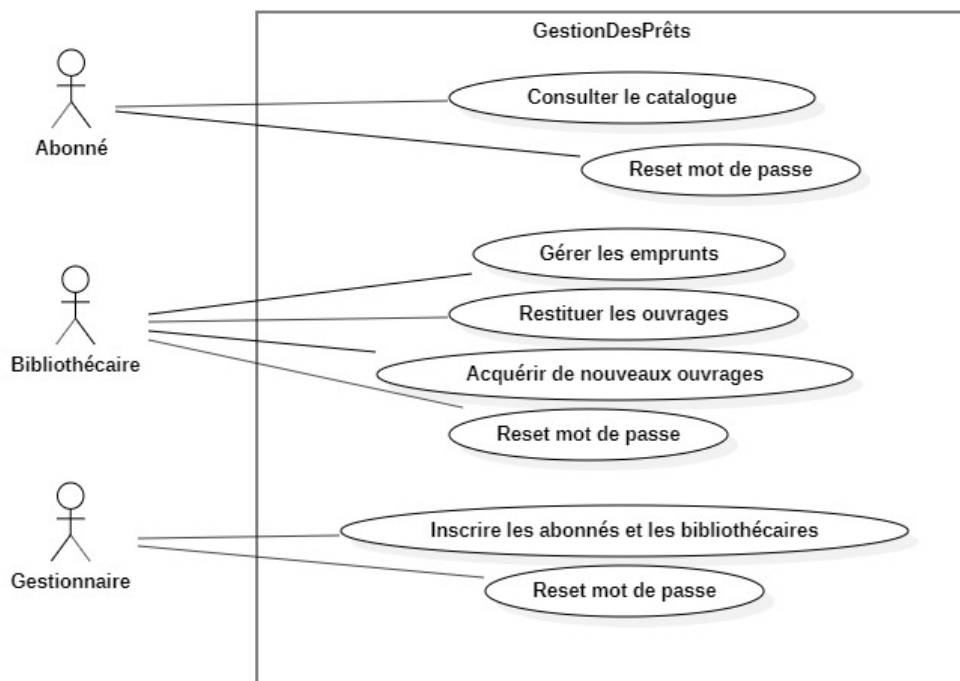 GestionDesPrêts
Consulter le catalogue
Abonné
Reset mot de passe
Gérer les emprunts
Restituer les ouvrages
Bibliothécaire
Acquérir de nouveaux ouvrages
Reset mot de passe
Inscrire les abonnés et les bibliothécaires
Gestionnaire
Reset mot de passe